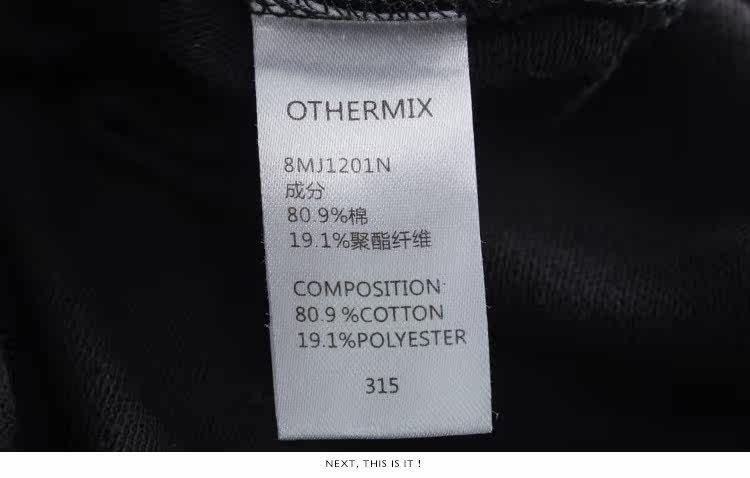 OTHERMIX
8MJ1201N
成分
80.9%棉
19.1%聚酯纤维
COMPOSITION:
80.9%COTTON
19.1%POLYESTER
315
NEXT, THIS IS IT !